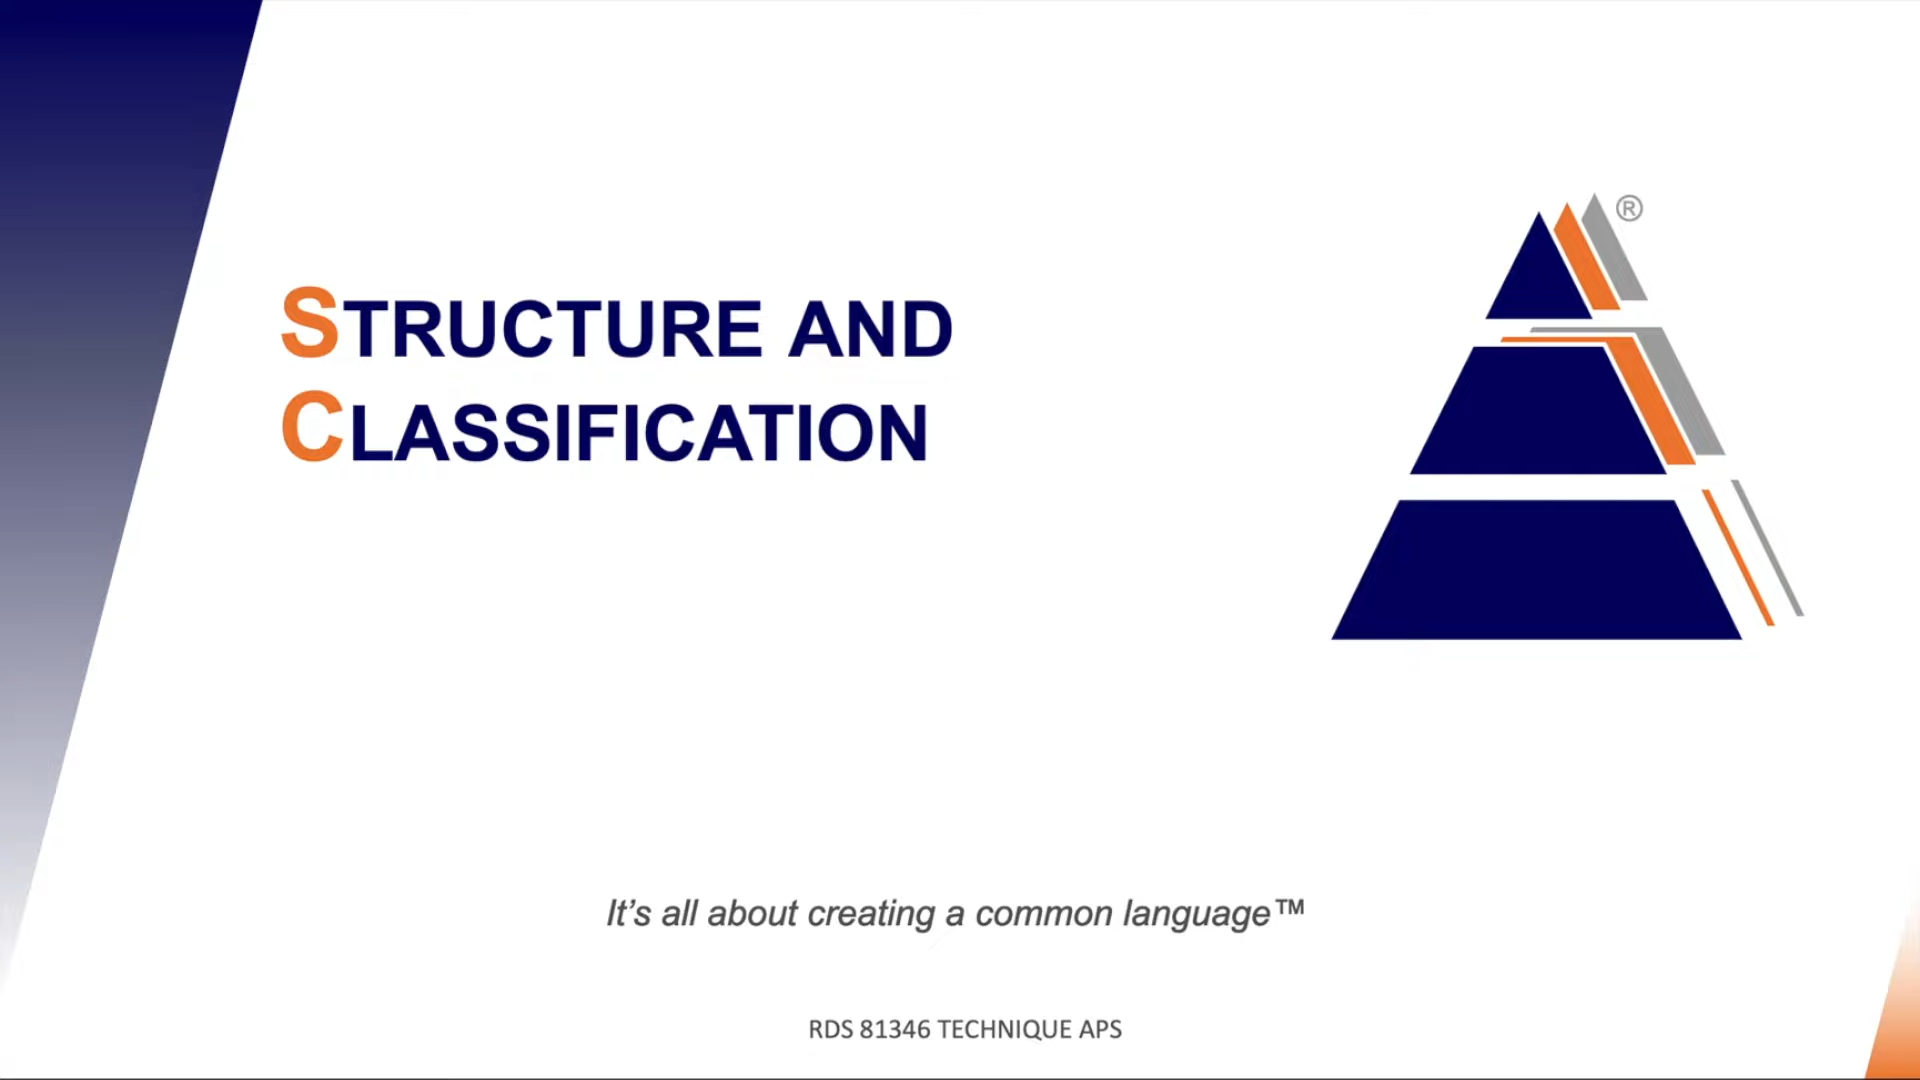 STRUCTURE AND
CLASSIFICATION
®
It's all about creating a common language™
RDS 81346 TECHNIQUE APS